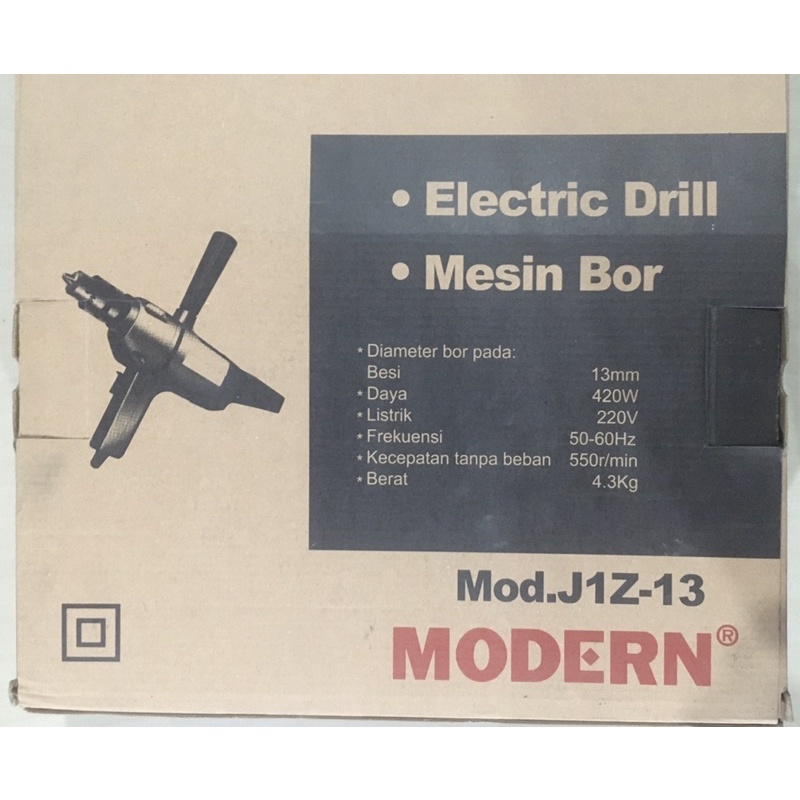 • Electric Drill
• Mesin Bor
* Diameter bor pada:
Besi 13mm
* Daya 420W
* Listrik 220V
* Frekuensi 50-60Hz
* Kecepatan tanpa beban 550r/min
* Berat 4.3Kg
Mod.J1Z-13
MODERN®